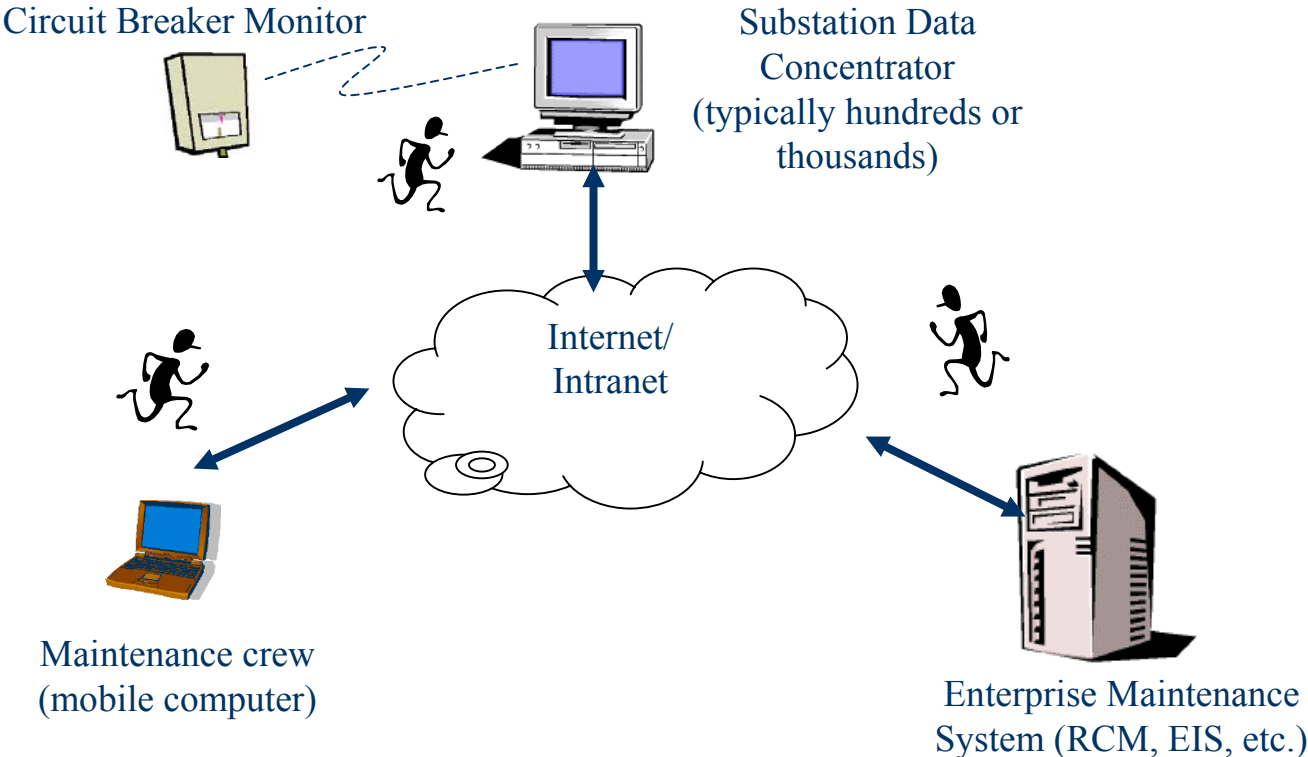 Circuit Breaker Monitor
Substation Data
Concentrator
(typically hundreds or
thousands)
Internet/
Intranet
Maintenance crew
(mobile computer)
Enterprise Maintenance
System (RCM, EIS, etc.)